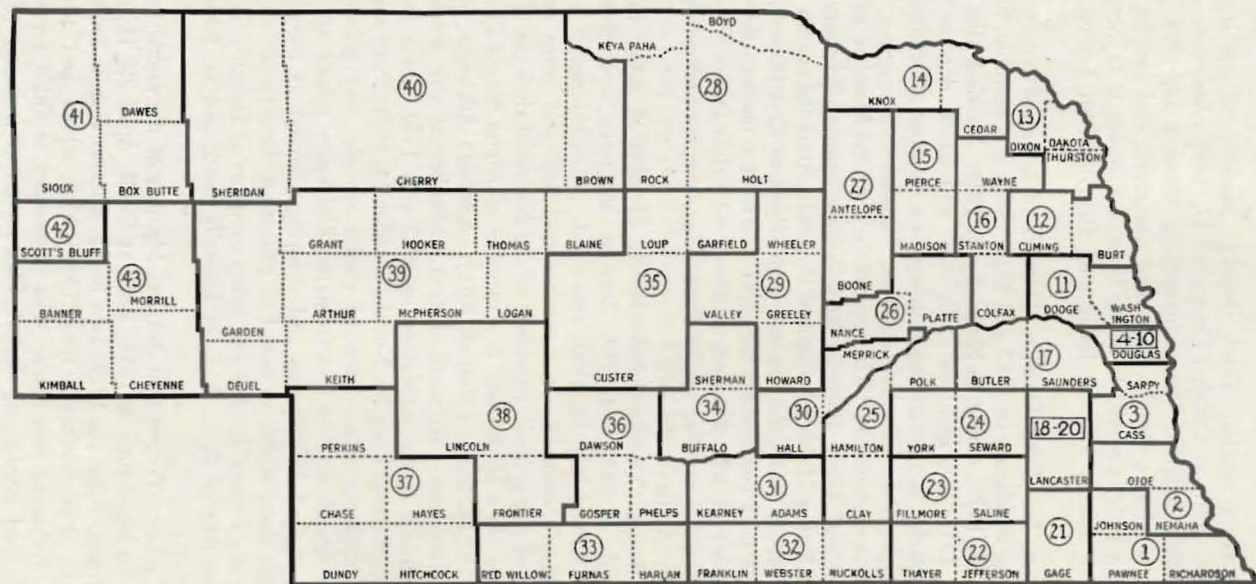 BOYD
KEYA PAHA
14
KNOX
41
DAWES
40
28
CEDAR
13
DIXON
DAKOTA
THURSTON
SIOUX
BOX BUTTE
SHERIDAN
CHERRY
BROWN
ROCK
HOLT
27
ANTELOPE
15
PIERCE
WAYNE
42
SCOTT'S BLUFF
43
MORRILL
GRANT
HOOKER
THOMAS
BLAINE
LOUP
GARFIELD
WHEELER
MADISON
16
STANTON
12
CUMING
BURT
BANNER
GARDEN
39
ARTHUR
McPHERSON
LOGAN
35
VALLEY
29
GREELEY
BOONE
26
NANCE
MERRICK
PLATTE
COLFAX
11
DODGE
WASH
INGTON
4-10
DOUGLAS
KIMBALL
CHEYENNE
DEUEL
KEITH
CUSTER
SHERMAN
HOWARD
POLK
BUTLER
17
SAUNDERS
SARPY
PERKINS
38
LINCOLN
36
DAWSON
34
BUFFALO
30
HALL
25
HAMILTON
YORK
24
SEWARD
18-20
LANCASTER
3
CASS
37
CHASE
HAYES
FRONTIER
GOSPER
PHELPS
31
KEARNEY
ADAMS
CLAY
23
FILLMORE
SALINE
OTOE
2
NEMAHA
DUNDY
HITCHCOCK
RED WILLOW
33
FURNAS
HARLAN
FRANKLIN
32
WEBSTER
NUCKOLLS
THAYER
22
JEFFERSON
21
GAGE
JOHNSON
1
PAWNEE
RICHARDSON